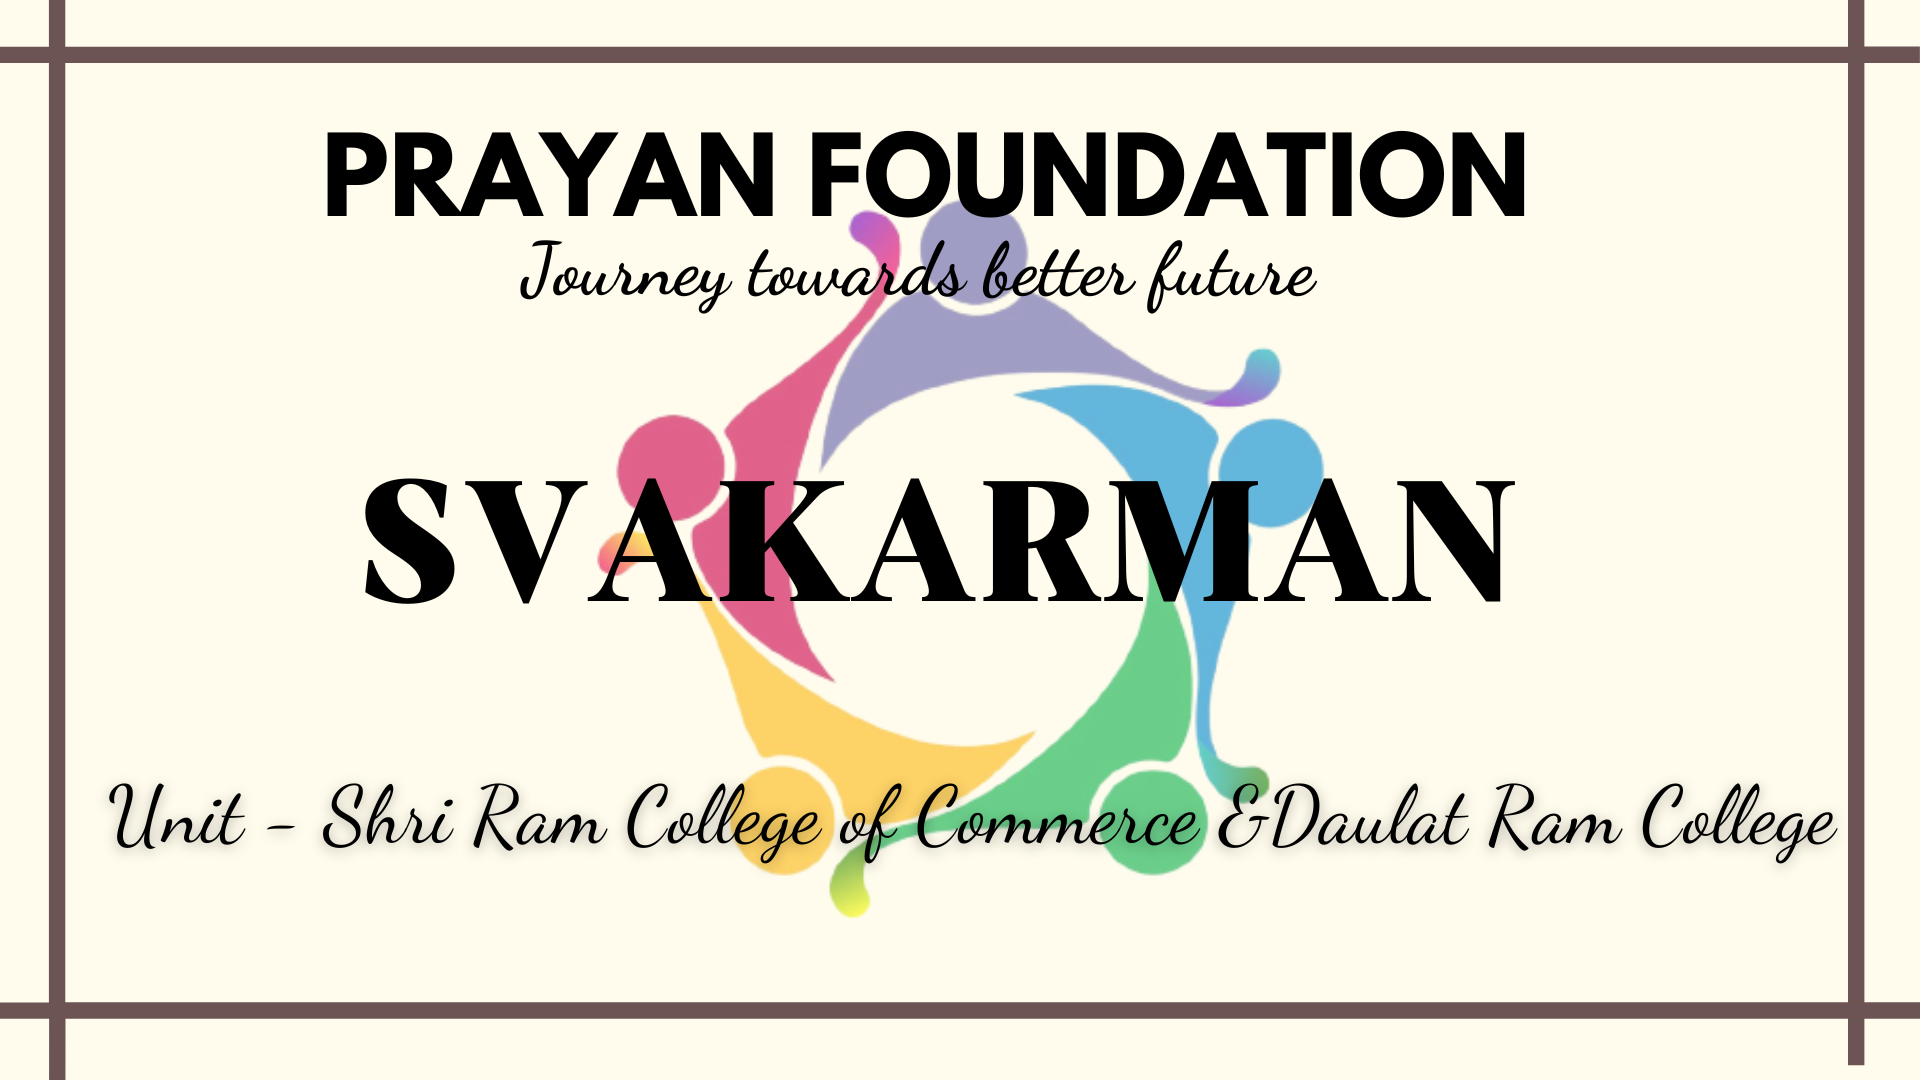 PRAYAN FOUNDATION
Journey towards better future
SVAKARMAN
Unit - Shri Ram College of Commerce &Daulat Ram College